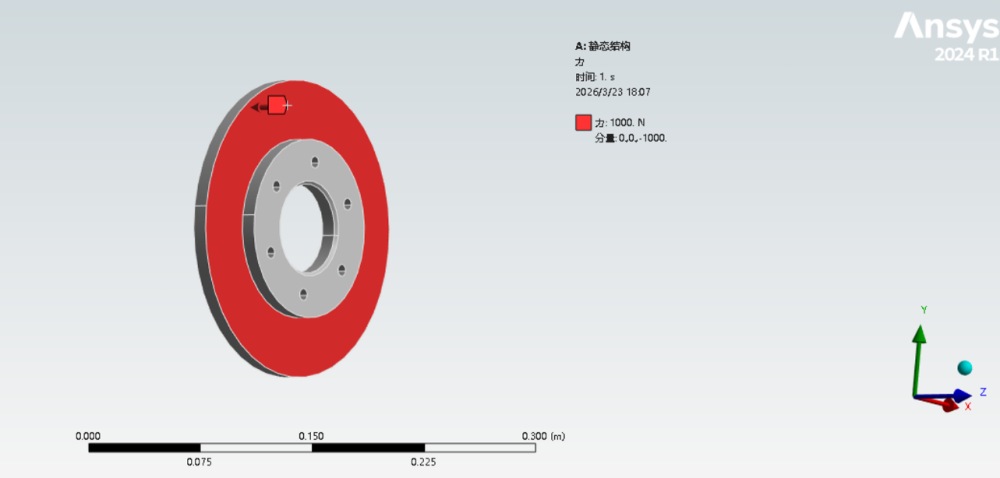 Ansys
2024 R1
A: 静态结构
力
时间: 1. s
2026/3/23 18:07
力: 1000. N
分量: 0.,0.,-1000.
Y
Z
X
0.000 0.150 0.300 (m)
0.075 0.225